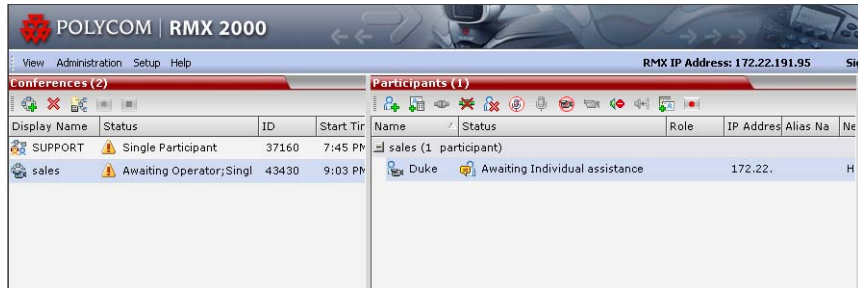 POLYCOM | RMX 2000
View Administration Setup Help RMX IP Address: 172.22.191.95 Si
Conferences (2) Participants (1)
Display Name Status ID Start Tir Name Status Role IP Addres Alias Na Ne
sales (1 participant)
SUPPORT Single Participant 37160 7:45 PM
Duke Awaiting Individual assistance 172.22. H
sales Awaiting Operator;Singl 43430 9:03 PM